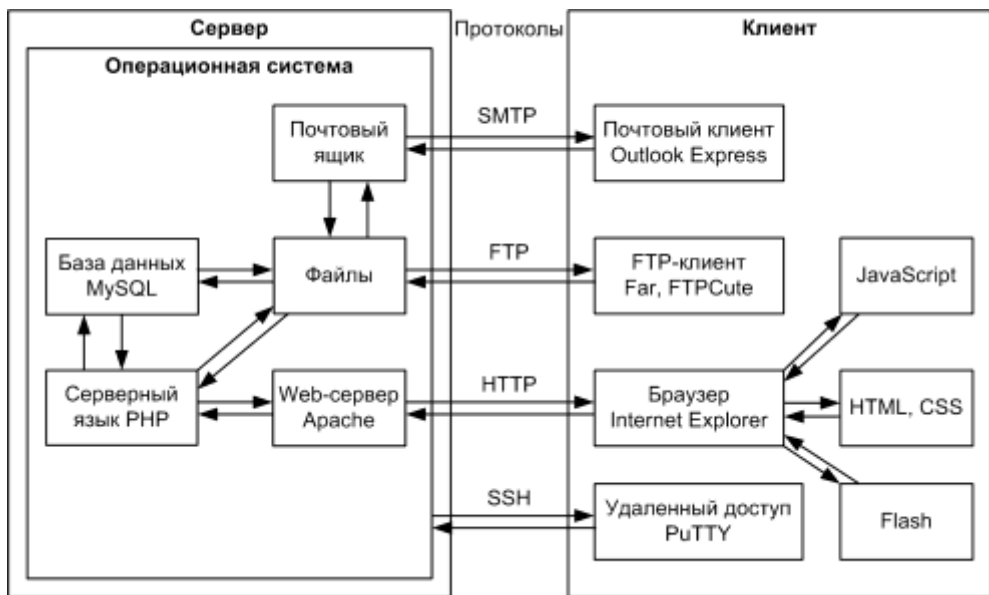 Сервер
Протоколы
Клиент
Операционная система
Почтовый
ящик
SMTP
Почтовый клиент
Outlook Express
База данных
MySQL
Файлы
FTP
FTP-клиент
Far, FTPCute
JavaScript
Серверный
язык PHP
Web-сервер
Apache
HTTP
Браузер
Internet Explorer
HTML, CSS
SSH
Удаленный доступ
PuTTY
Flash